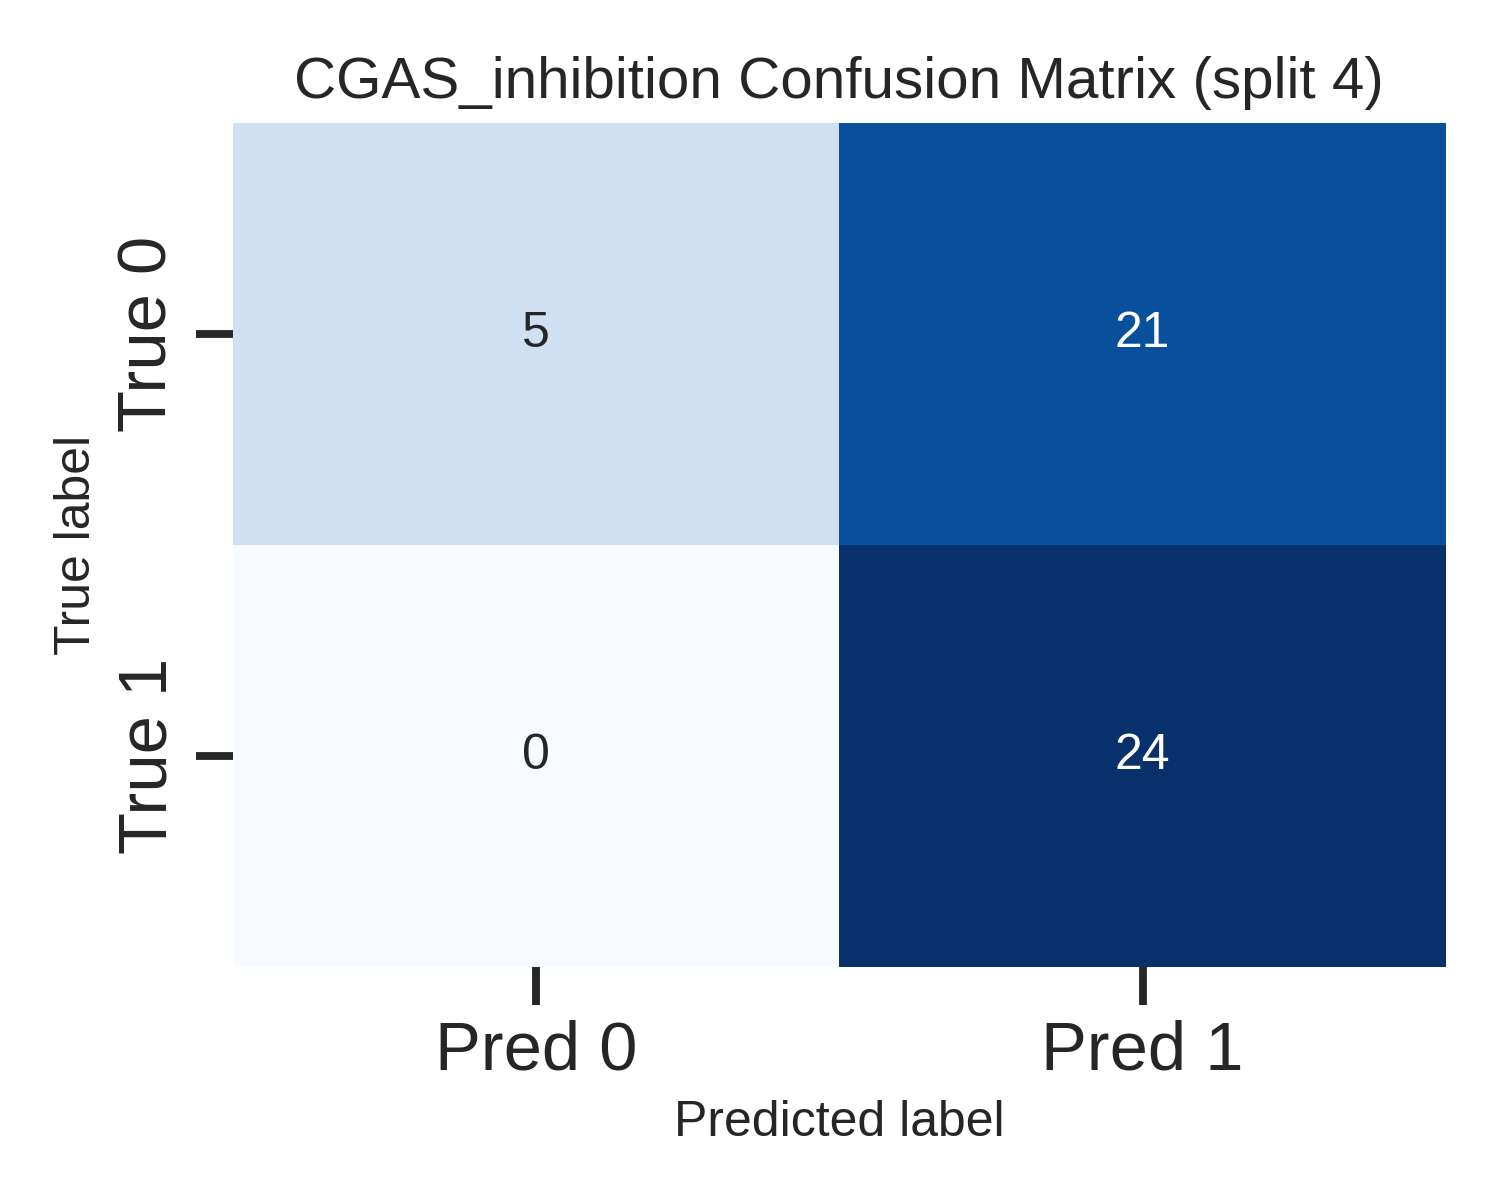 CGAS_inhibition Confusion Matrix (split 4)
True label
True 0
5
21
True 1
0
24
Pred 0
Pred 1
Predicted label